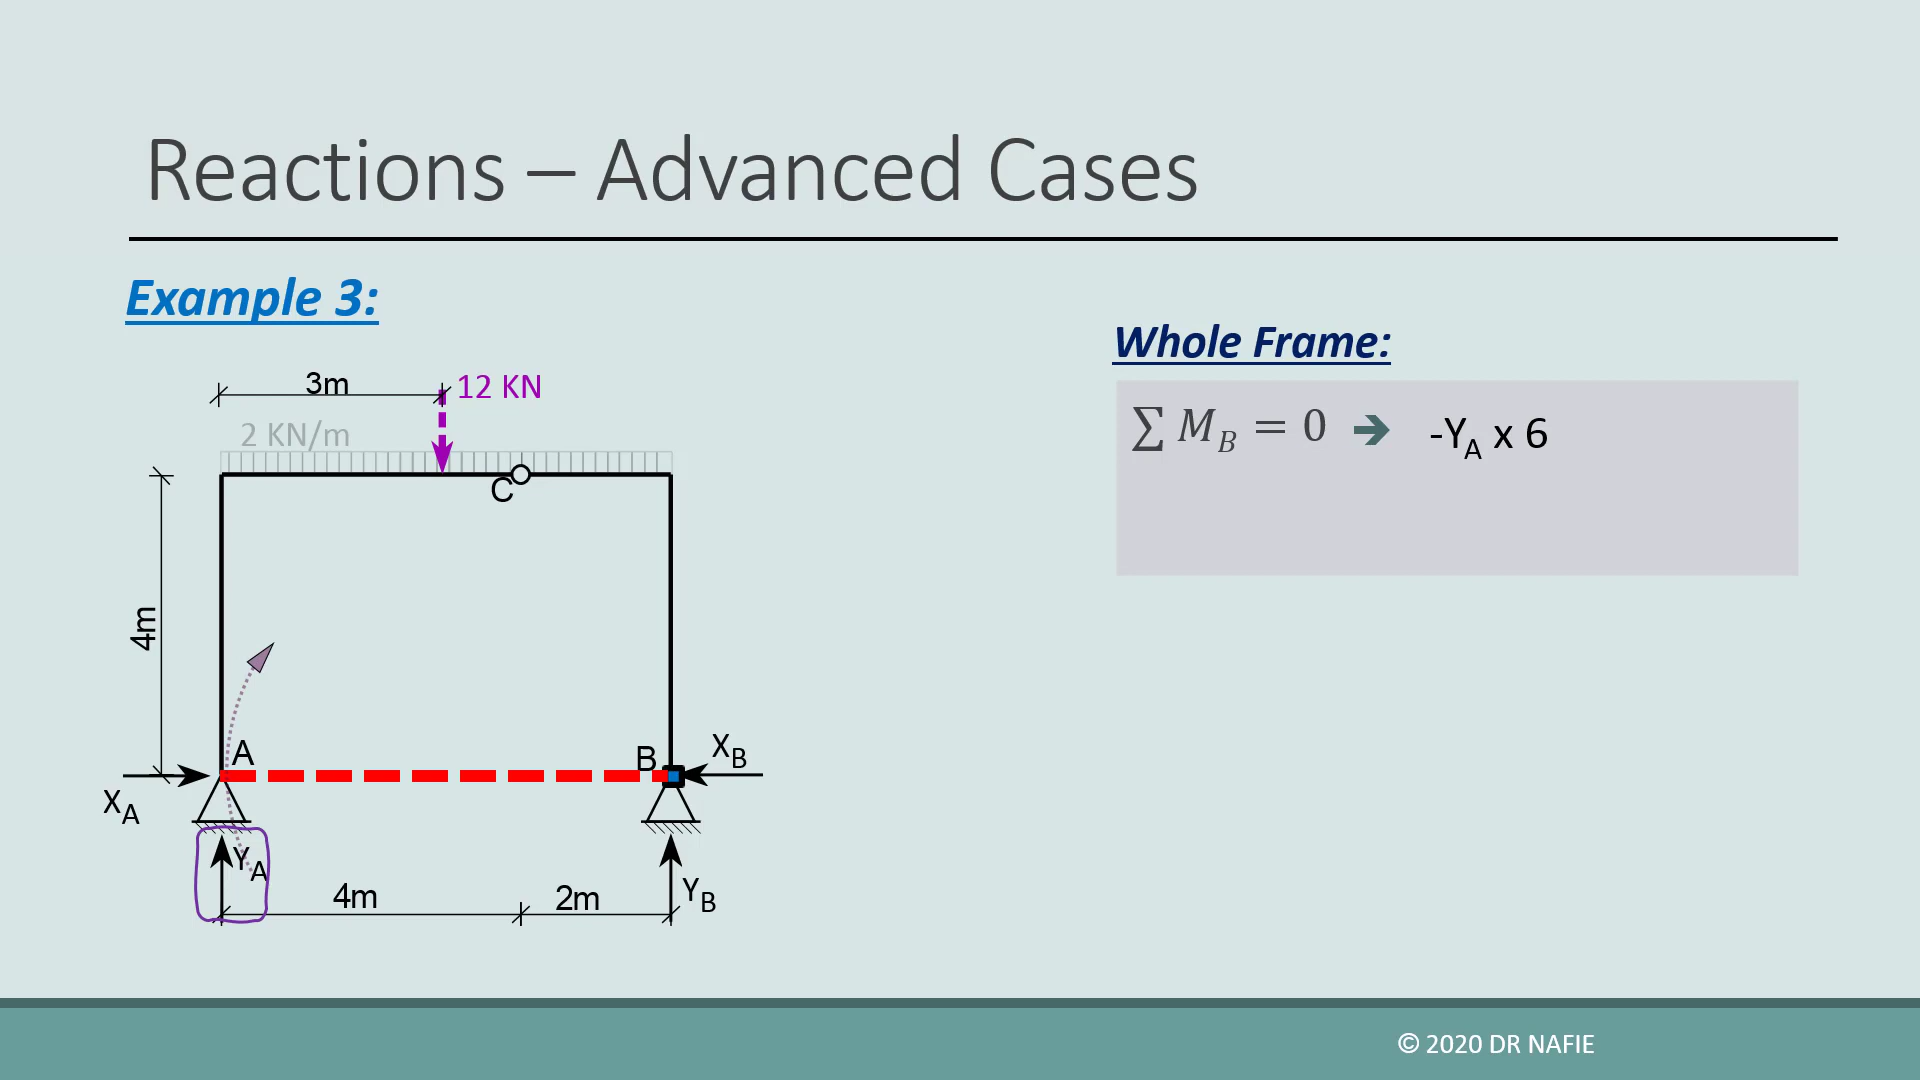 Reactions – Advanced Cases
Example 3:
Whole Frame:
3m
12 KN
2 KN/m
∑ M_B = 0 ➔ -Y_A x 6
C
4m
A
B
X_B
X_A
Y_A
4m
2m
Y_B
© 2020 DR NAFIE